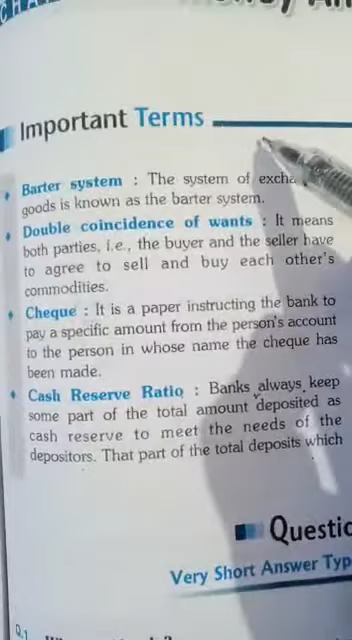 Important Terms
Barter system : The system of
goods is known as the barter system.
Double coincidence of wants : It means
both parties, i.e., the buyer and the seller have
to agree to sell and buy each other's
commodities.
Cheque : It is a paper instructing the bank to
pay a specific amount from the person's account
to the person in whose name the cheque has
been made.
Cash Reserve Ratio : Banks always keep
some part of the total amount deposited as
cash reserve to meet the needs of the
depositors. That part of the total deposits which
Very Short Answer
Q.1